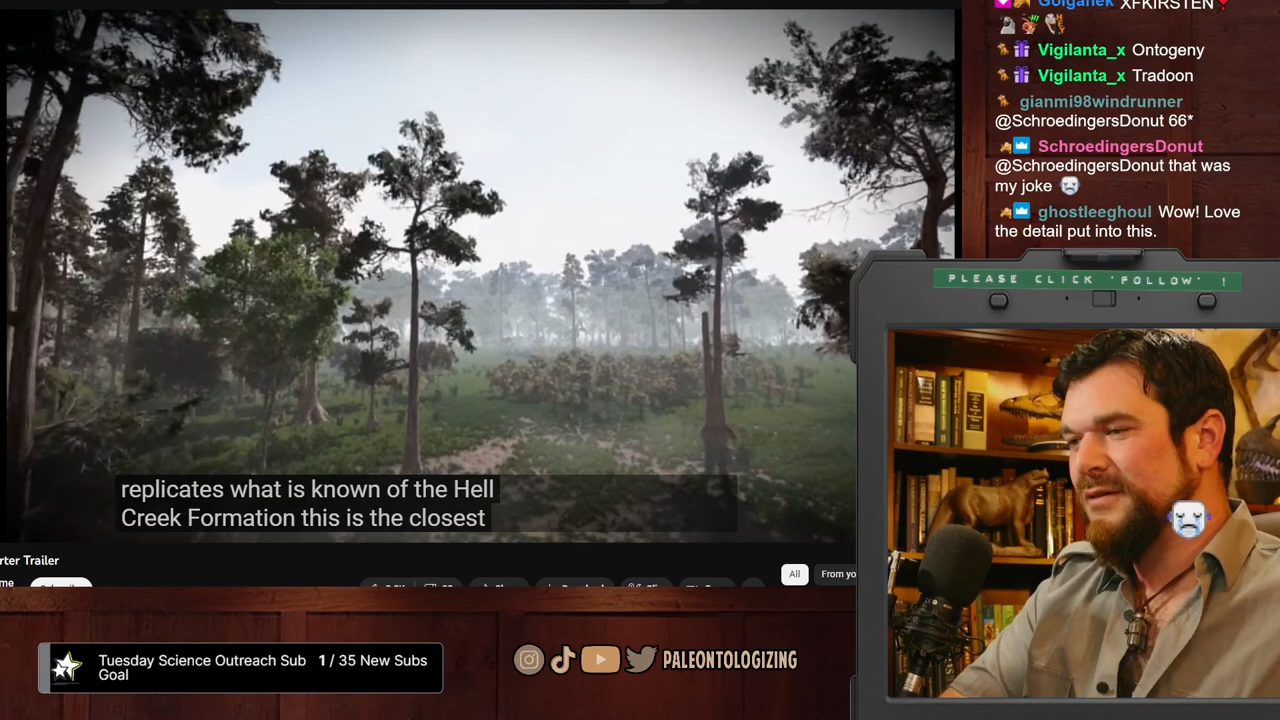 Golganek XFKIRSTEN
Vigilanta_x Ontogeny
Vigilanta_x Tradoon
gianmi98windrunner
@SchroedingersDonut 66*
SchroedingersDonut
@SchroedingersDonut that was
my joke
ghostleeghoul Wow! Love
the detail put into this.
PLEASE CLICK 'FOLLOW' !
replicates what is known of the Hell
Creek Formation this is the closest
rter Trailer
All From yo
Tuesday Science Outreach Sub 1 / 35 New Subs
Goal
PALEONTOLOGIZING